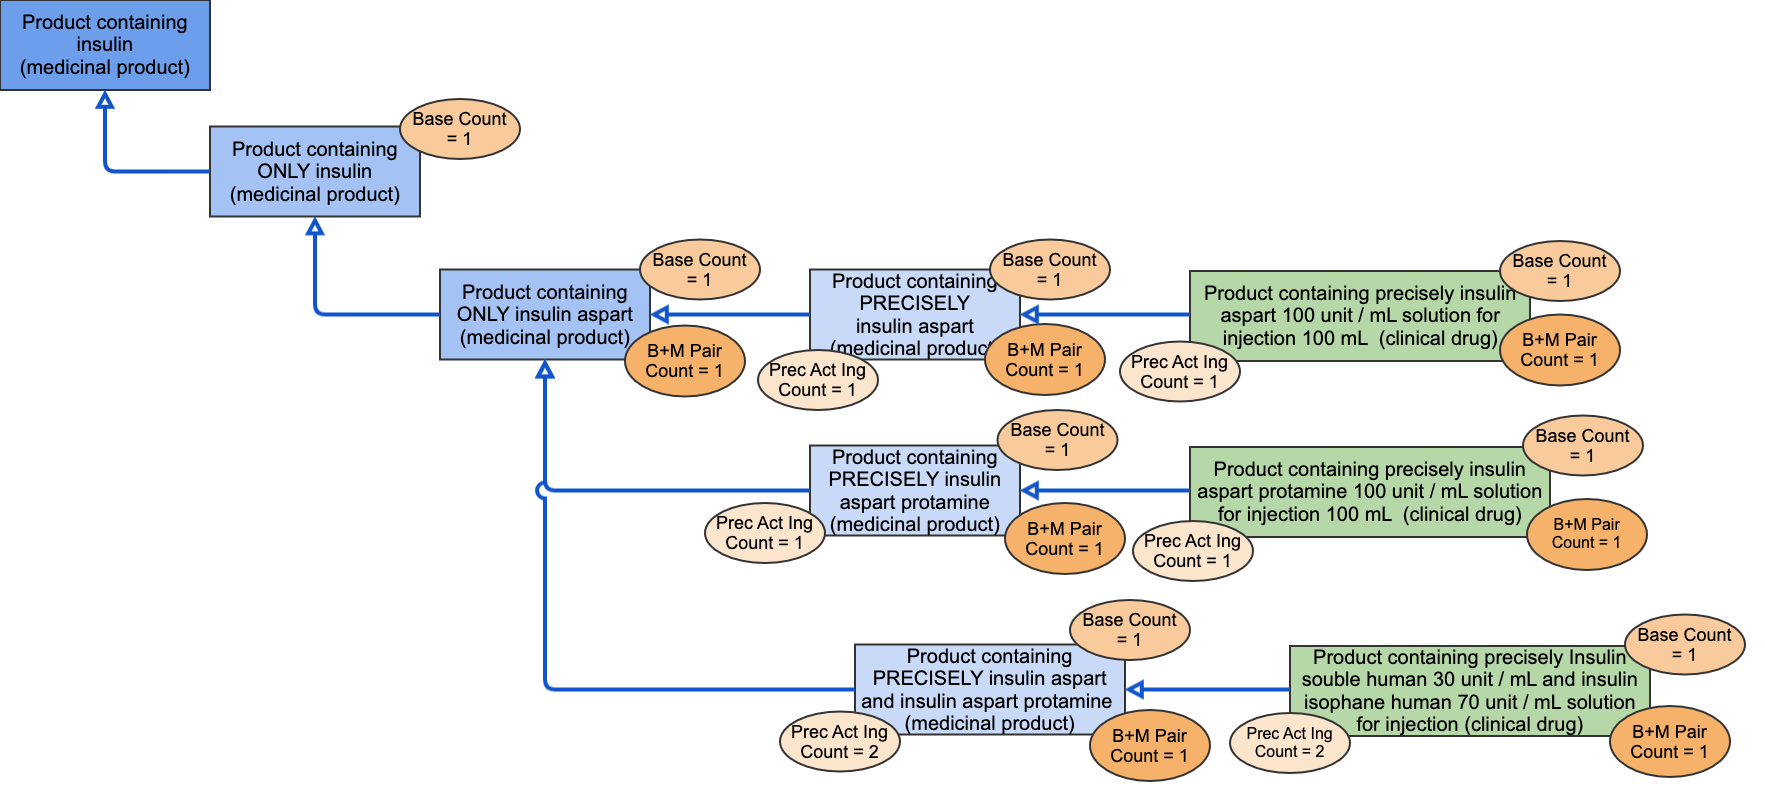 Product containing
insulin
(medicinal product)
Base Count
= 1
Product containing
ONLY insulin
(medicinal product)
Base Count
= 1
Product containing
ONLY insulin aspart
(medicinal product)
B+M Pair
Count = 1
Base Count
= 1
Product containing
PRECISELY
insulin aspart
(medicinal product
B+M Pair
Count = 1
Prec Act Ing
Count = 1
Base Count
= 1
Product containing precisely insulin
aspart 100 unit / mL solution for
injection 100 mL (clinical drug)
B+M Pair
Count = 1
Prec Act Ing
Count = 1
Base Count
= 1
Product containing
PRECISELY insulin
aspart protamine
(medicinal product)
Prec Act Ing
Count = 1
B+M Pair
Count = 1
Base Count
= 1
Product containing precisely insulin
aspart protamine 100 unit / mL solution
for injection 100 mL (clinical drug)
Prec Act Ing
Count = 1
B+M Pair
Count = 1
Base Count
= 1
Product containing
PRECISELY insulin aspart
and insulin aspart protamine
(medicinal product)
Prec Act Ing
Count = 2
B+M Pair
Count = 1
Base Count
= 1
Product containing precisely Insulin
souble human 30 unit / mL and insulin
isophane human 70 unit / mL solution
for injection (clinical drug)
Prec Act Ing
Count = 2
B+M Pair
Count = 1